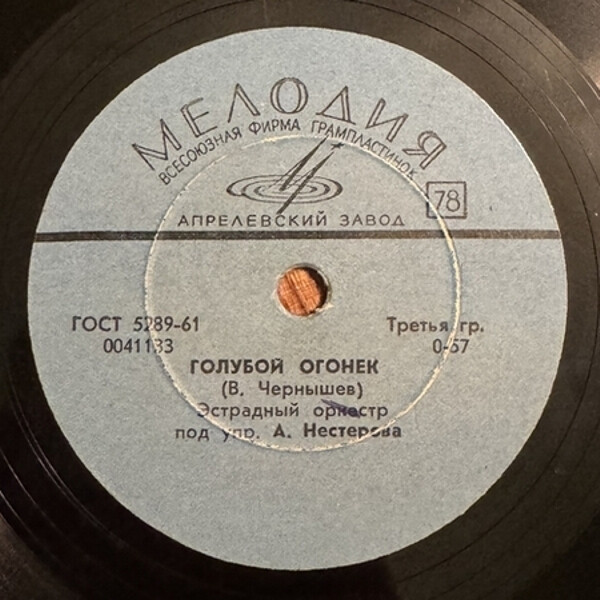 МЕЛОДИЯ
ВСЕСОЮЗНАЯ ФИРМА ГРАМПЛАСТИНОК
78
АПРЕЛЕВСКИЙ ЗАВОД
ГОСТ 5289-61
Третья гр.
0041133
0-57
ГОЛУБОЙ ОГОНЕК
(В. Чернышев)
Эстрадный оркестр
под упр. А. Нестерова